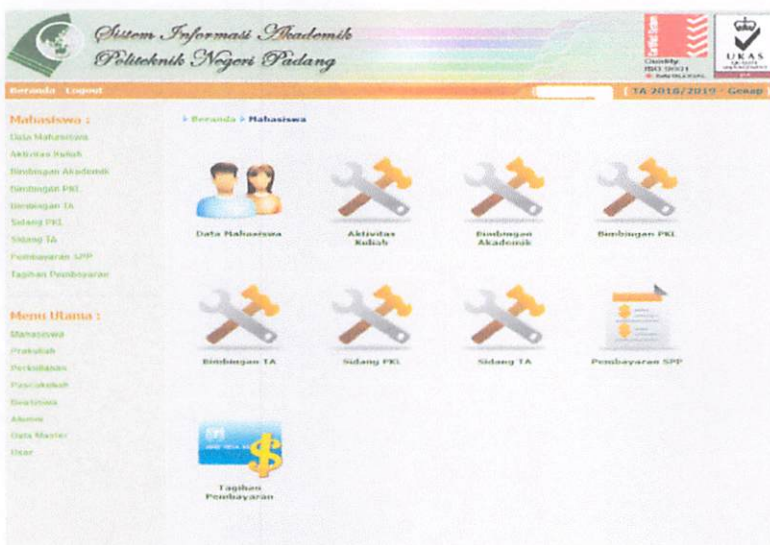 Sistem Informasi Akademik
Politeknik Negeri Padang
Quality
ISO 9001
UKAS
Beranda Logout
[ TA 2018/2019 - Genap ]
Mahasiswa :
Beranda Mahasiswa
Data Mahasiswa
Aktivitas Kuliah
Bimbingan Akademik
Bimbingan PKL
Bimbingan TA
Sidang PKL
Sidang TA
Pembayaran SPP
Tagihan Pembayaran
Menu Utama :
Mahasiswa
Prakuliah
Perkuliahan
Pascakuliah
Beasiswa
Alumni
Data Master
User
Data Mahasiswa
Aktivitas
Kuliah
Bimbingan
Akademik
Bimbingan PKL
Bimbingan TA
Sidang PKL
Sidang TA
Pembayaran SPP
Tagihan
Pembayaran